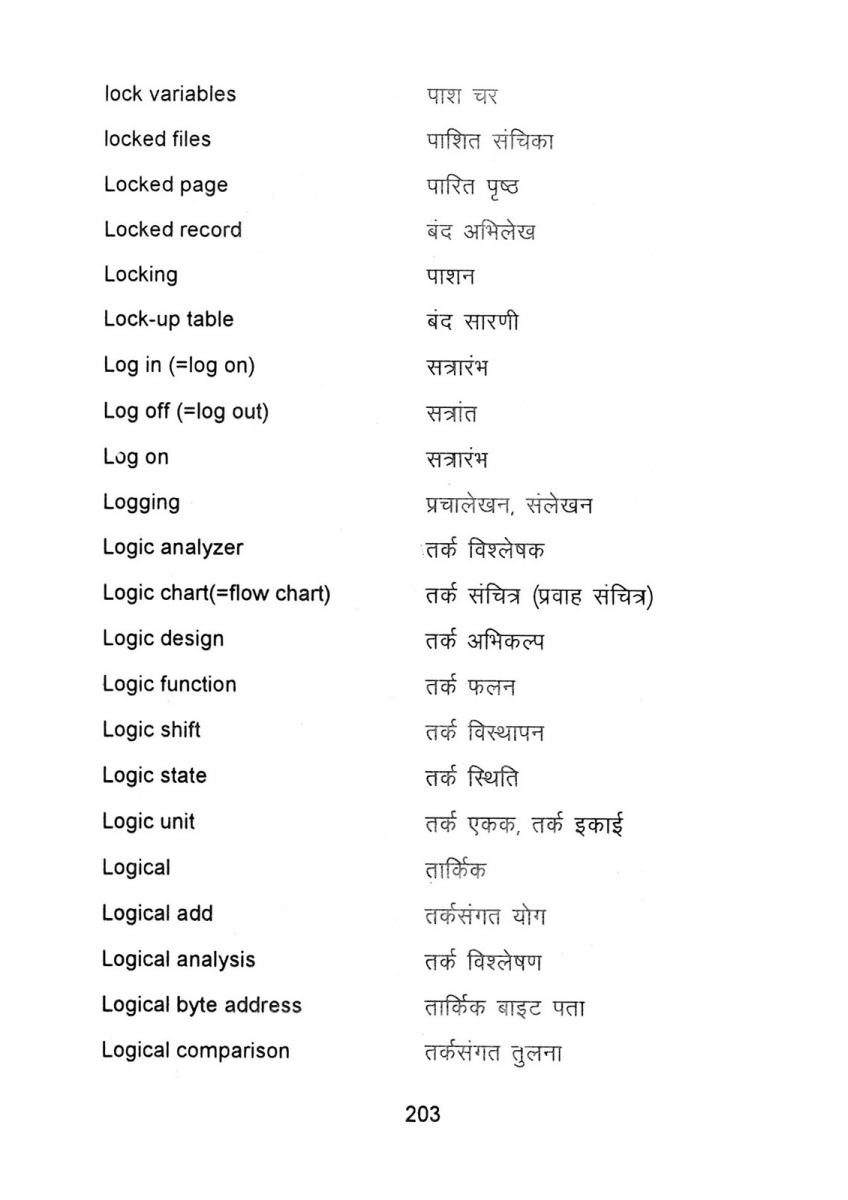 lock variables पाश चर
locked files पाशित संचिका
Locked page पारित पृष्ठ
Locked record बंद अभिलेख
Locking पाशन
Lock-up table बंद सारणी
Log in (=log on) सत्रारंभ
Log off (=log out) सत्रांत
Log on सत्रारंभ
Logging प्रचालेखन, संलेखन
Logic analyzer तर्क विश्लेषक
Logic chart(=flow chart) तर्क संचित्र (प्रवाह संचित्र)
Logic design तर्क अभिकल्प
Logic function तर्क फलन
Logic shift तर्क विस्थापन
Logic state तर्क स्थिति
Logic unit तर्क एकक, तर्क इकाई
Logical तार्किक
Logical add तर्कसंगत योग
Logical analysis तर्क विश्लेषण
Logical byte address तार्किक बाइट पता
Logical comparison तर्कसंगत तुलना
203